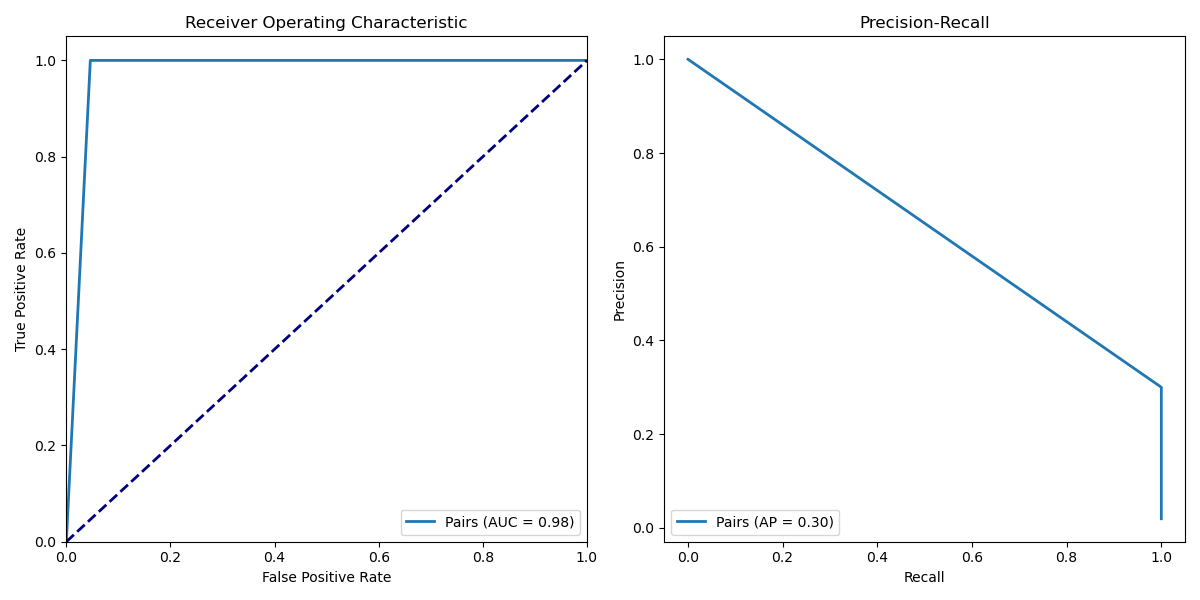 Receiver Operating Characteristic
True Positive Rate
1.0
0.8
0.6
0.4
0.2
0.0
0.0 0.2 0.4 0.6 0.8 1.0
False Positive Rate
Pairs (AUC = 0.98)
Precision-Recall
Precision
1.0
0.8
0.6
0.4
0.2
0.0
0.0 0.2 0.4 0.6 0.8 1.0
Recall
Pairs (AP = 0.30)